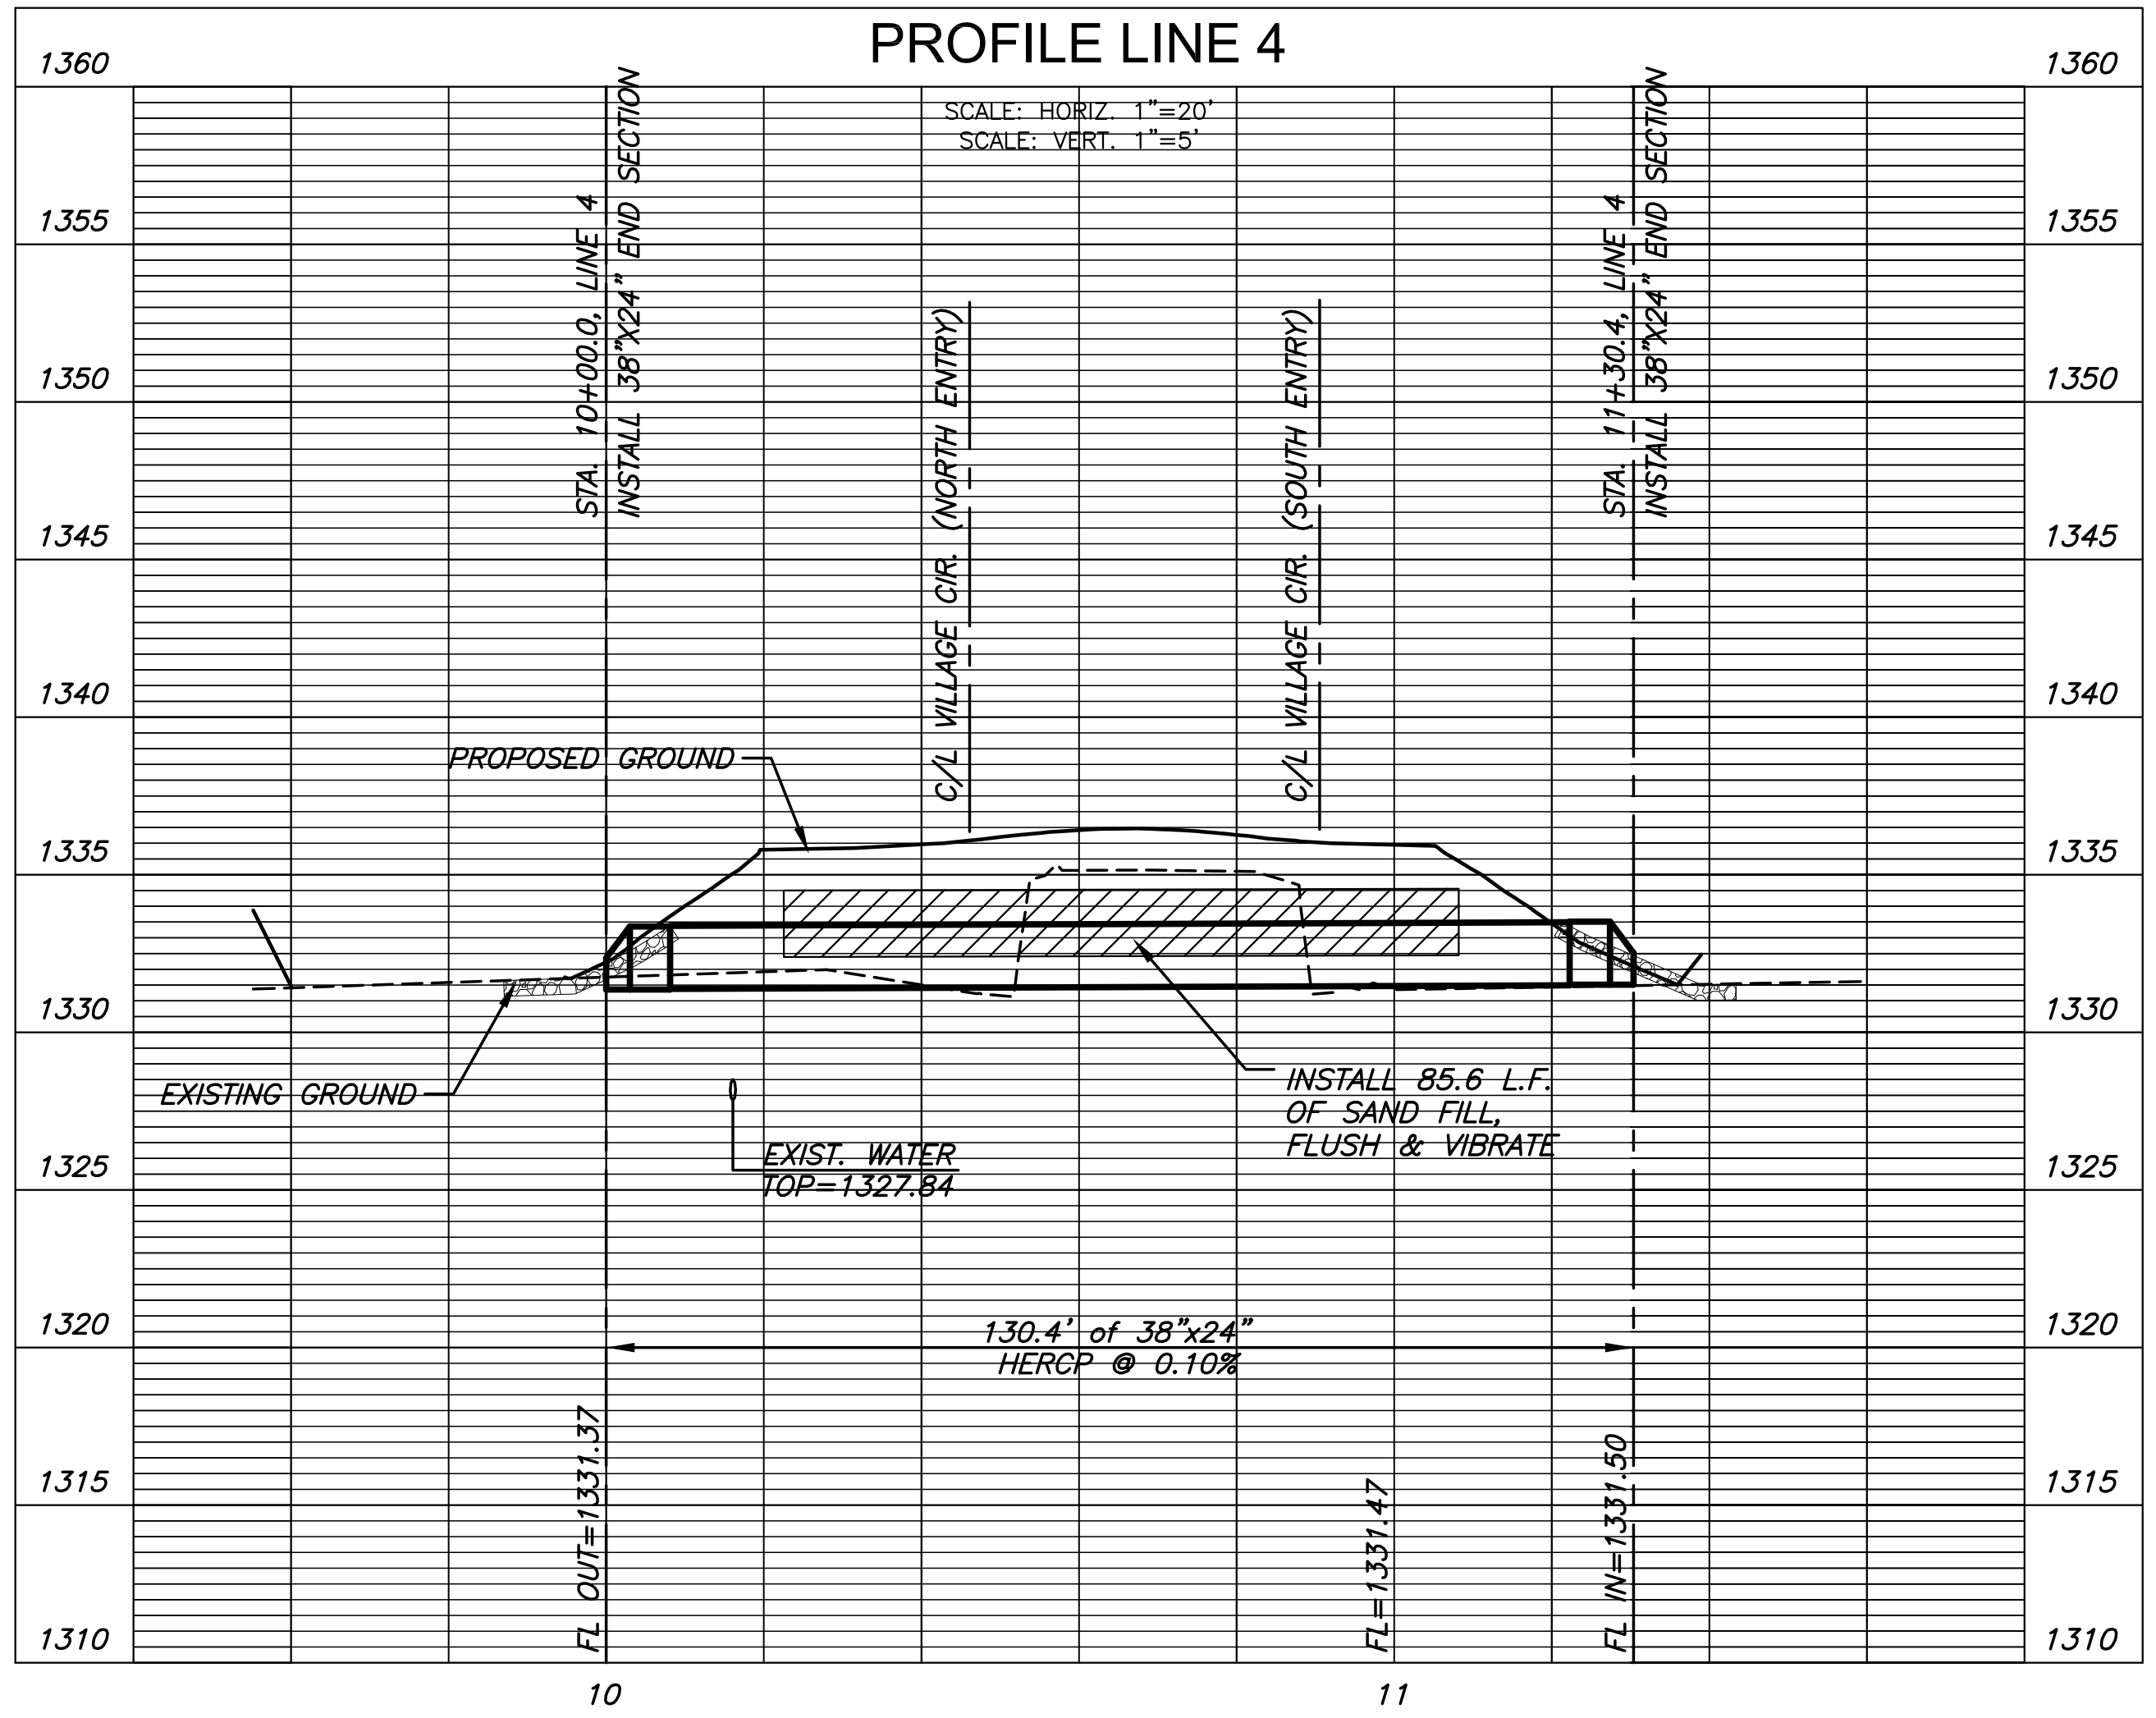 PROFILE LINE 4
SCALE: HORIZ. 1"=20'
SCALE: VERT. 1"=5'
1360
1355
1350
1345
1340
1335
1330
1325
1320
1315
1310
1360
1355
1350
1345
1340
1335
1330
1325
1320
1315
1310
STA. 10+00.0, LINE 4
INSTALL 38"X24" END SECTION
C/L VILLAGE CIR. (NORTH ENTRY)
C/L VILLAGE CIR. (SOUTH ENTRY)
STA. 11+30.4, LINE 4
INSTALL 38"X24" END SECTION
PROPOSED GROUND
EXISTING GROUND
EXIST. WATER
TOP=1327.84
INSTALL 85.6 L.F.
OF SAND FILL,
FLUSH & VIBRATE
130.4' of 38"x24"
HERCP @ 0.10%
FL OUT=1331.37
FL=1331.47
FL IN=1331.50
10
11